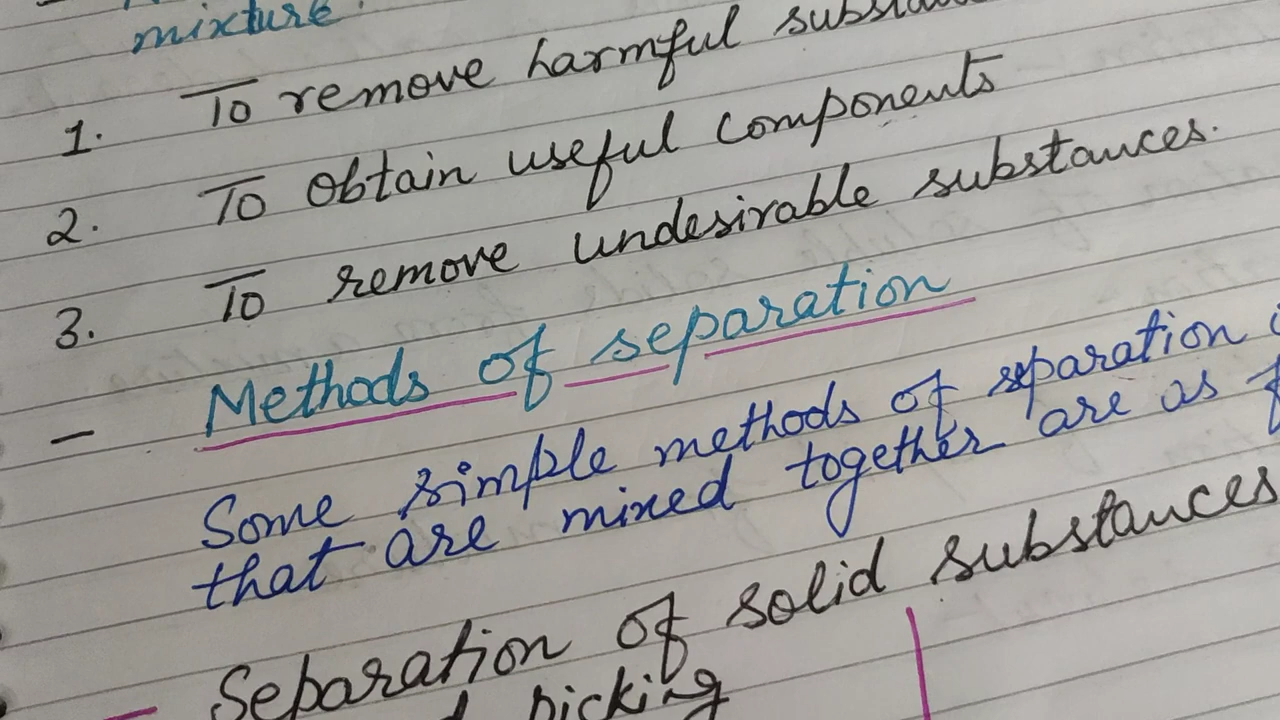 mixture.
1. To remove harmful
2. To obtain useful components
3. To remove undesirable substances.
- Methods of separation
Some simple methods of separation
that are mixed together are as
Separation of solid substances
picking